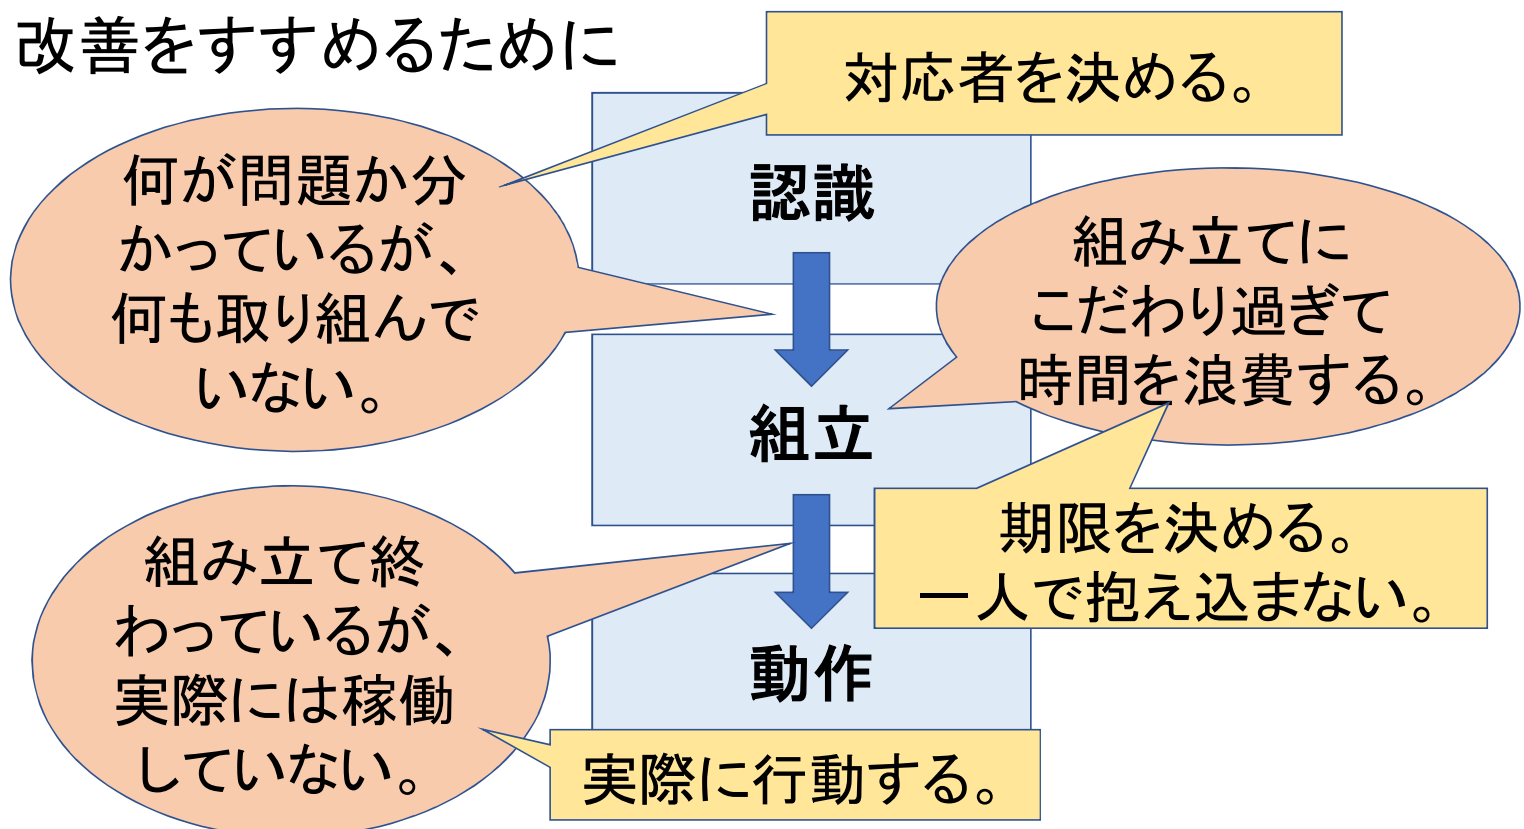 改善をすすめるために
対応者を決める。
何が問題か分
かっているが、
何も取り組んで
いない。
認識
組み立てに
こだわり過ぎて
時間を浪費する。
組立
期限を決める。
一人で抱え込まない。
組み立て終
わっているが、
実際には稼働
していない。
動作
実際に行動する。